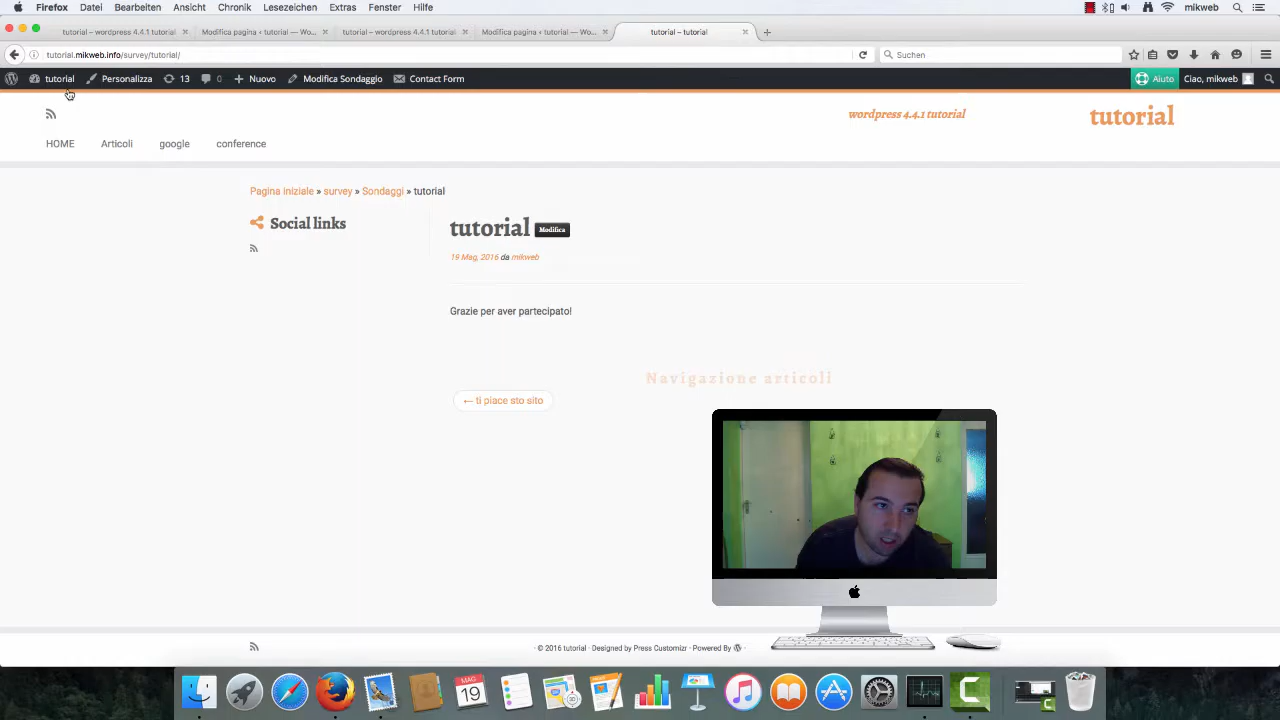 Firefox Datei Bearbeiten Ansicht Chronik Lesezeichen Extras Fenster Hilfe mikweb
tutorial – wordpress 4.4.1 tutorial × Modifica pagina ‹ tutorial — Wo... × tutorial – wordpress 4.4.1 tutorial × Modifica pagina ‹ tutorial — Wo... × tutorial – tutorial × +
tutorial.mikweb.info/survey/tutorial/ Suchen
tutorial Personalizza 13 0 + Nuovo Modifica Sondaggio Contact Form Aiuto Ciao, mikweb
wordpress 4.4.1 tutorial tutorial
HOME Articoli google conference
Pagina iniziale » survey » Sondaggi » tutorial
Social links
tutorial Modifica
19 Mag, 2016 da mikweb
Grazie per aver partecipato!
Navigazione articoli
← ti piace sto sito
· © 2016 tutorial · Designed by Press Customizr · Powered By ·
MAG
19